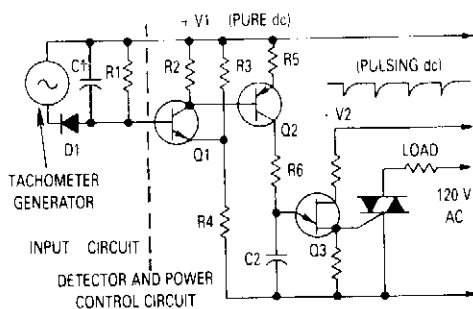 + V1 (PURE dc)
C1
R1
R2
R3
R5
(PULSING dc)
D1
Q1
Q2
V2
TACHOMETER
GENERATOR
R6
LOAD
120 V
AC
R4
INPUT CIRCUIT
C2
Q3
DETECTOR AND POWER
CONTROL CIRCUIT